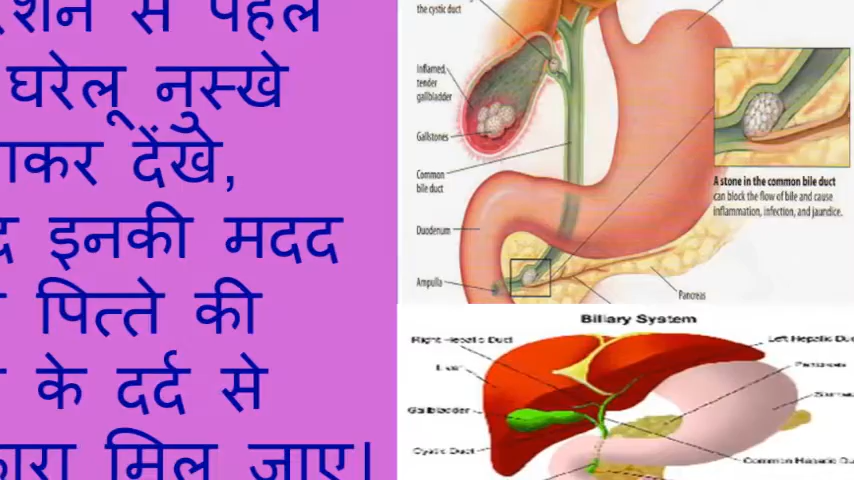 घरेलू नुस्खे
देंखे,
इनकी मदद
पित्ते की
के दर्द से
मिल जाए।
the cystic duct
Inflamed,
tender
gallbladder
Gallstones
Common
bile duct
Duodenum
Ampulla
Pancreas
A stone in the common bile duct
can block the flow of bile and cause
inflammation, infection, and jaundice.
Biliary System
Right Hepatic Duct
Left Hepatic
Liver
Pancreas
Gallbladder
Cystic Duct
Common Hepatic